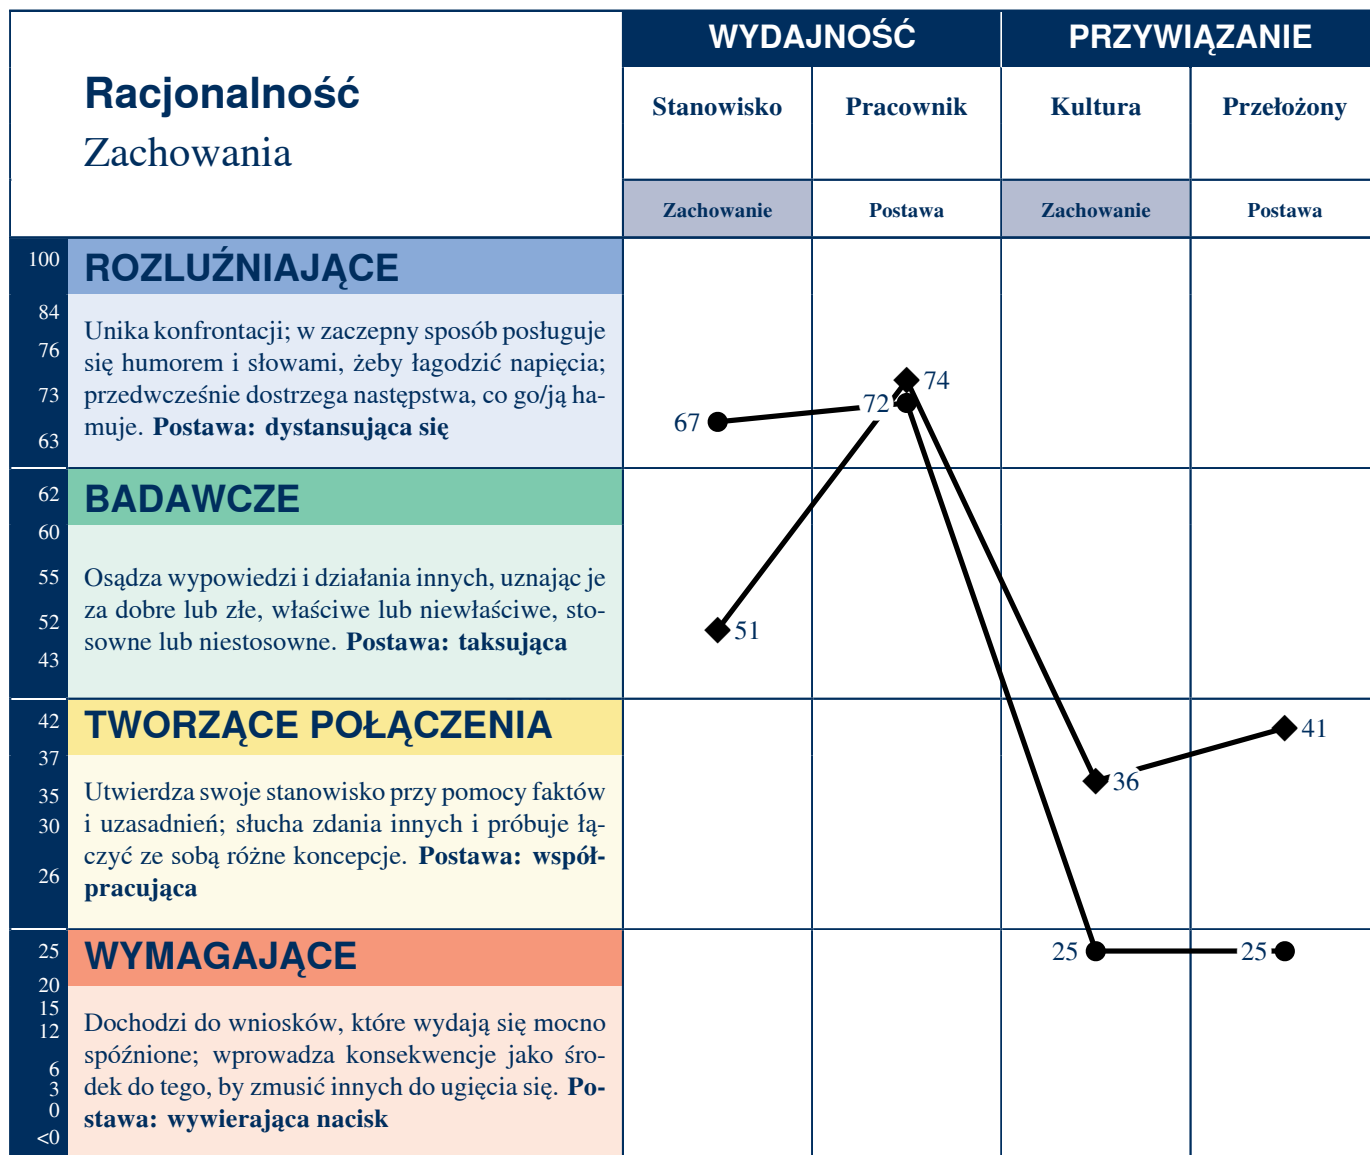 WYDAJNOŚĆ PRZYWIĄZANIE
Racjonalność
Zachowania
Stanowisko Pracownik Kultura Przełożony
Zachowanie Postawa Zachowanie Postawa
100 ROZLUŹNIAJĄCE
84
76
73
63
Unika konfrontacji; w zaczepny sposób posługuje
się humorem i słowami, żeby łagodzić napięcia;
przedwcześnie dostrzega następstwa, co go/ją ha-
muje. Postawa: dystansująca się
67
72
74
62 BADAWCZE
60
55
52
43
Osądza wypowiedzi i działania innych, uznając je
za dobre lub złe, właściwe lub niewłaściwe, sto-
sowne lub niestosowne. Postawa: taksująca
51
42 TWORZĄCE POŁĄCZENIA
37
35
30
26
Utwierdza swoje stanowisko przy pomocy faktów
i uzasadnień; słucha zdania innych i próbuje łą-
czyć ze sobą różne koncepcje. Postawa: współ-
pracująca
36
41
25 WYMAGAJĄCE
20
15
12
6
3
0
<0
Dochodzi do wniosków, które wydają się mocno
spóźnione; wprowadza konsekwencje jako śro-
dek do tego, by zmusić innych do ugięcia się. Po-
stawa: wywierająca nacisk
25
25